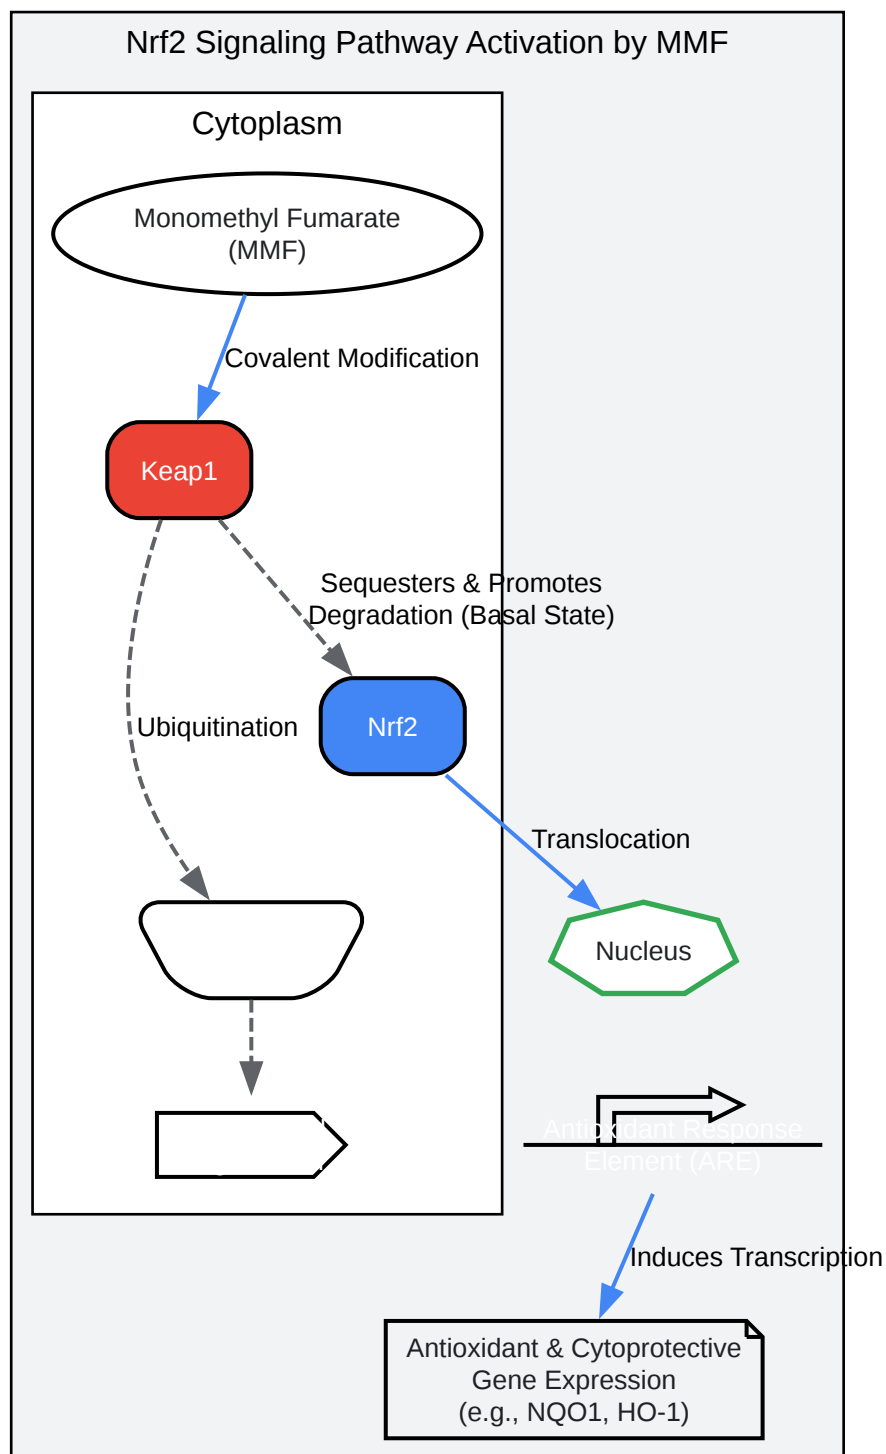 Nrf2 Signaling Pathway Activation by MMF
Cytoplasm
Monomethyl Fumarate
(MMF)
Covalent Modification
Keap1
Sequesters & Promotes
Degradation (Basal State)
Ubiquitination
Nrf2
Translocation
Nucleus
Antioxidant Response
Element (ARE)
Induces Transcription
Antioxidant & Cytoprotective
Gene Expression
(e.g., NQO1, HO-1)